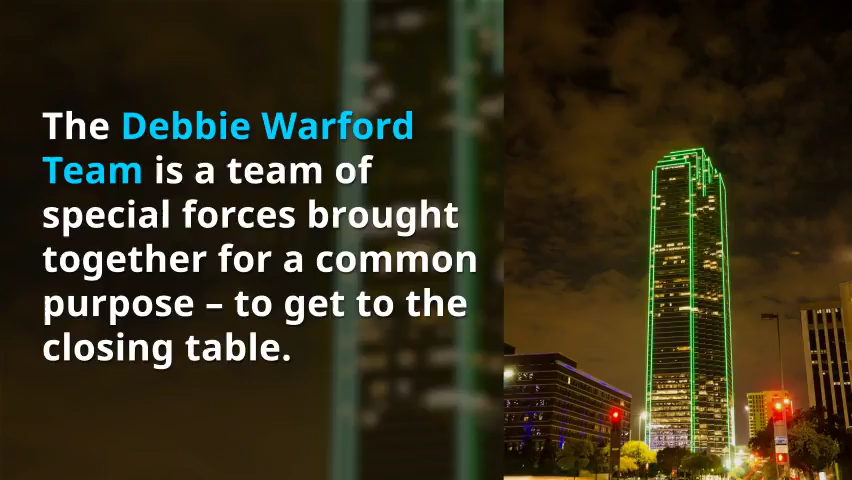 The Debbie Warford
Team is a team of
special forces brought
together for a common
purpose – to get to the
closing table.